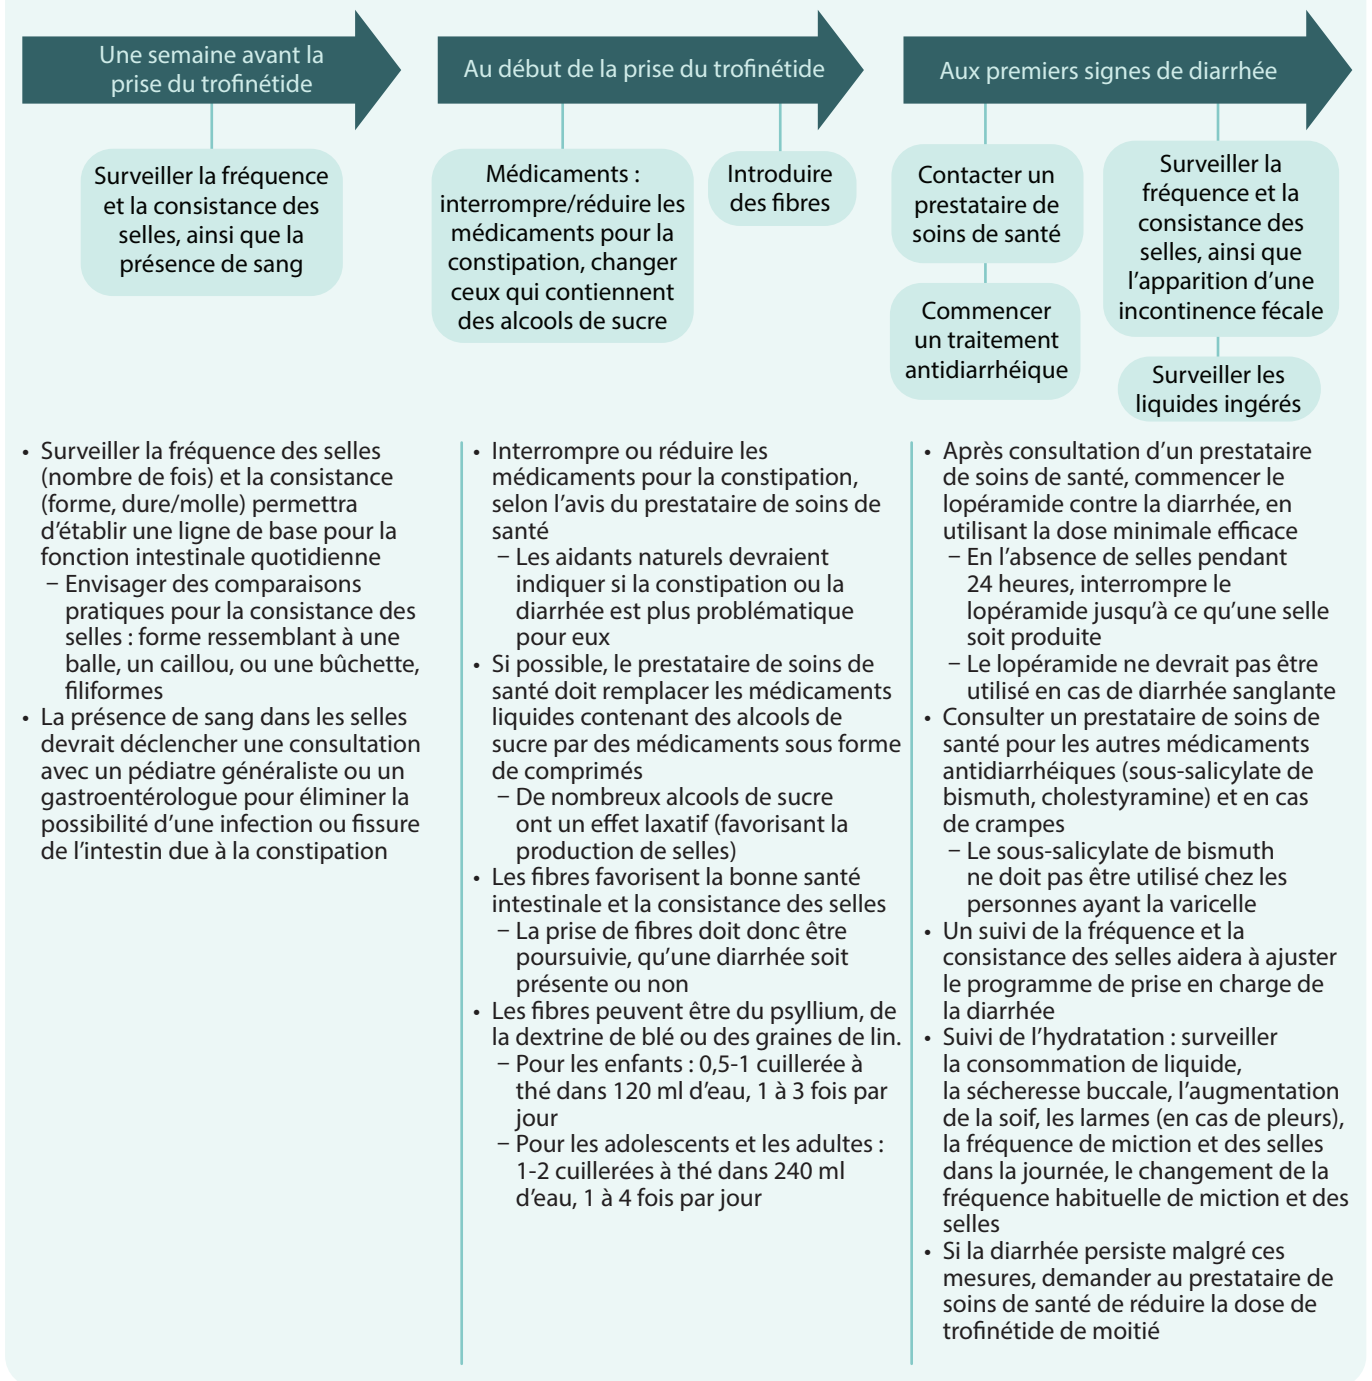 Une semaine avant la
prise du trofinétide
Au début de la prise du trofinétide
Aux premiers signes de diarrhée
Surveiller la fréquence
et la consistance des
selles, ainsi que la
présence de sang
Médicaments :
interrompre/réduire les
médicaments pour la
constipation, changer
ceux qui contiennent
des alcools de sucre
Introduire
des fibres
Contacter un
prestataire de
soins de santé
Commencer
un traitement
antidiarrhéique
Surveiller la
fréquence et la
consistance des
selles, ainsi que
l’apparition d’une
incontinence fécale
Surveiller les
liquides ingérés
• Surveiller la fréquence des selles
(nombre de fois) et la consistance
(forme, dure/molle) permettra
d’établir une ligne de base pour la
fonction intestinale quotidienne
– Envisager des comparaisons
pratiques pour la consistance des
selles : forme ressemblant à une
balle, un caillou, ou une bûchette,
filiformes
• La présence de sang dans les selles
devrait déclencher une consultation
avec un pédiatre généraliste ou un
gastroentérologue pour éliminer la
possibilité d’une infection ou fissure
de l’intestin due à la constipation
• Interrompre ou réduire les
médicaments pour la constipation,
selon l’avis du prestataire de soins de
santé
– Les aidants naturels devraient
indiquer si la constipation ou la
diarrhée est plus problématique
pour eux
• Si possible, le prestataire de soins de
santé doit remplacer les médicaments
liquides contenant des alcools de
sucre par des médicaments sous forme
de comprimés
– De nombreux alcools de sucre
ont un effet laxatif (favorisant la
production de selles)
• Les fibres favorisent la bonne santé
intestinale et la consistance des selles
– La prise de fibres doit donc être
poursuivie, qu’une diarrhée soit
présente ou non
• Les fibres peuvent être du psyllium, de
la dextrine de blé ou des graines de lin.
– Pour les enfants : 0,5-1 cuillerée à
thé dans 120 ml d’eau, 1 à 3 fois par
jour
– Pour les adolescents et les adultes :
1-2 cuillerées à thé dans 240 ml
d’eau, 1 à 4 fois par jour
• Après consultation d’un prestataire
de soins de santé, commencer le
lopéramide contre la diarrhée, en
utilisant la dose minimale efficace
– En l’absence de selles pendant
24 heures, interrompre le
lopéramide jusqu’à ce qu’une selle
soit produite
– Le lopéramide ne devrait pas être
utilisé en cas de diarrhée sanglante
• Consulter un prestataire de soins de
santé pour les autres médicaments
antidiarrhéiques (sous-salicylate de
bismuth, cholestyramine) et en cas
de crampes
– Le sous-salicylate de bismuth
ne doit pas être utilisé chez les
personnes ayant la varicelle
• Un suivi de la fréquence et la
consistance des selles aidera à ajuster
le programme de prise en charge de
la diarrhée
• Suivi de l’hydratation : surveiller
la consommation de liquide,
la sécheresse buccale, l’augmentation
de la soif, les larmes (en cas de pleurs),
la fréquence de miction et des selles
dans la journée, le changement de la
fréquence habituelle de miction et des
selles
• Si la diarrhée persiste malgré ces
mesures, demander au prestataire de
soins de santé de réduire la dose de
trofinétide de moitié